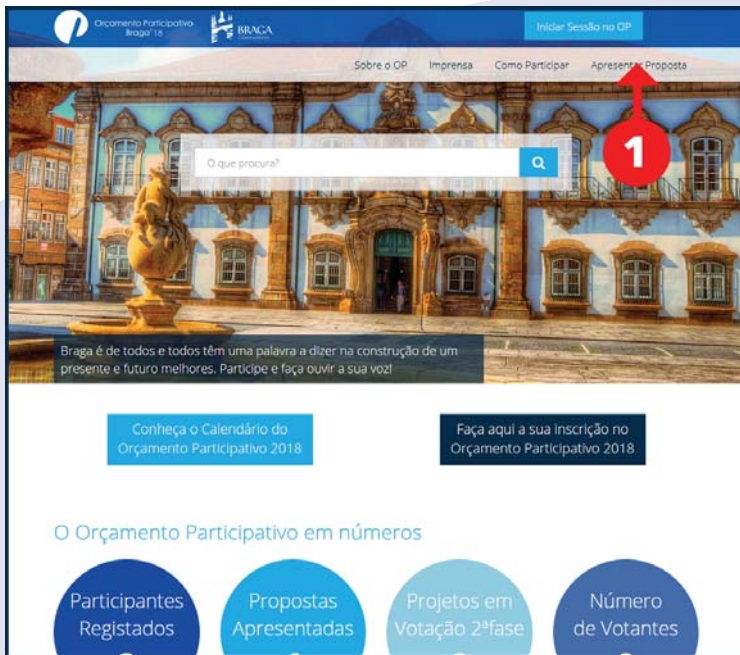 Orçamento Participativo
Braga'18
BRAGA
Iniciar Sessão no OP
Sobre o OP Imprensa Como Participar Apresentar Proposta
1
O que procura?
Braga é de todos e todos têm uma palavra a dizer na construção de um
presente e futuro melhores. Participe e faça ouvir a sua voz!
Conheça o Calendário do
Orçamento Participativo 2018
Faça aqui a sua inscrição no
Orçamento Participativo 2018
O Orçamento Participativo em números
Participantes
Registados
Propostas
Apresentadas
Projetos em
Votação 2ªfase
Número
de Votantes